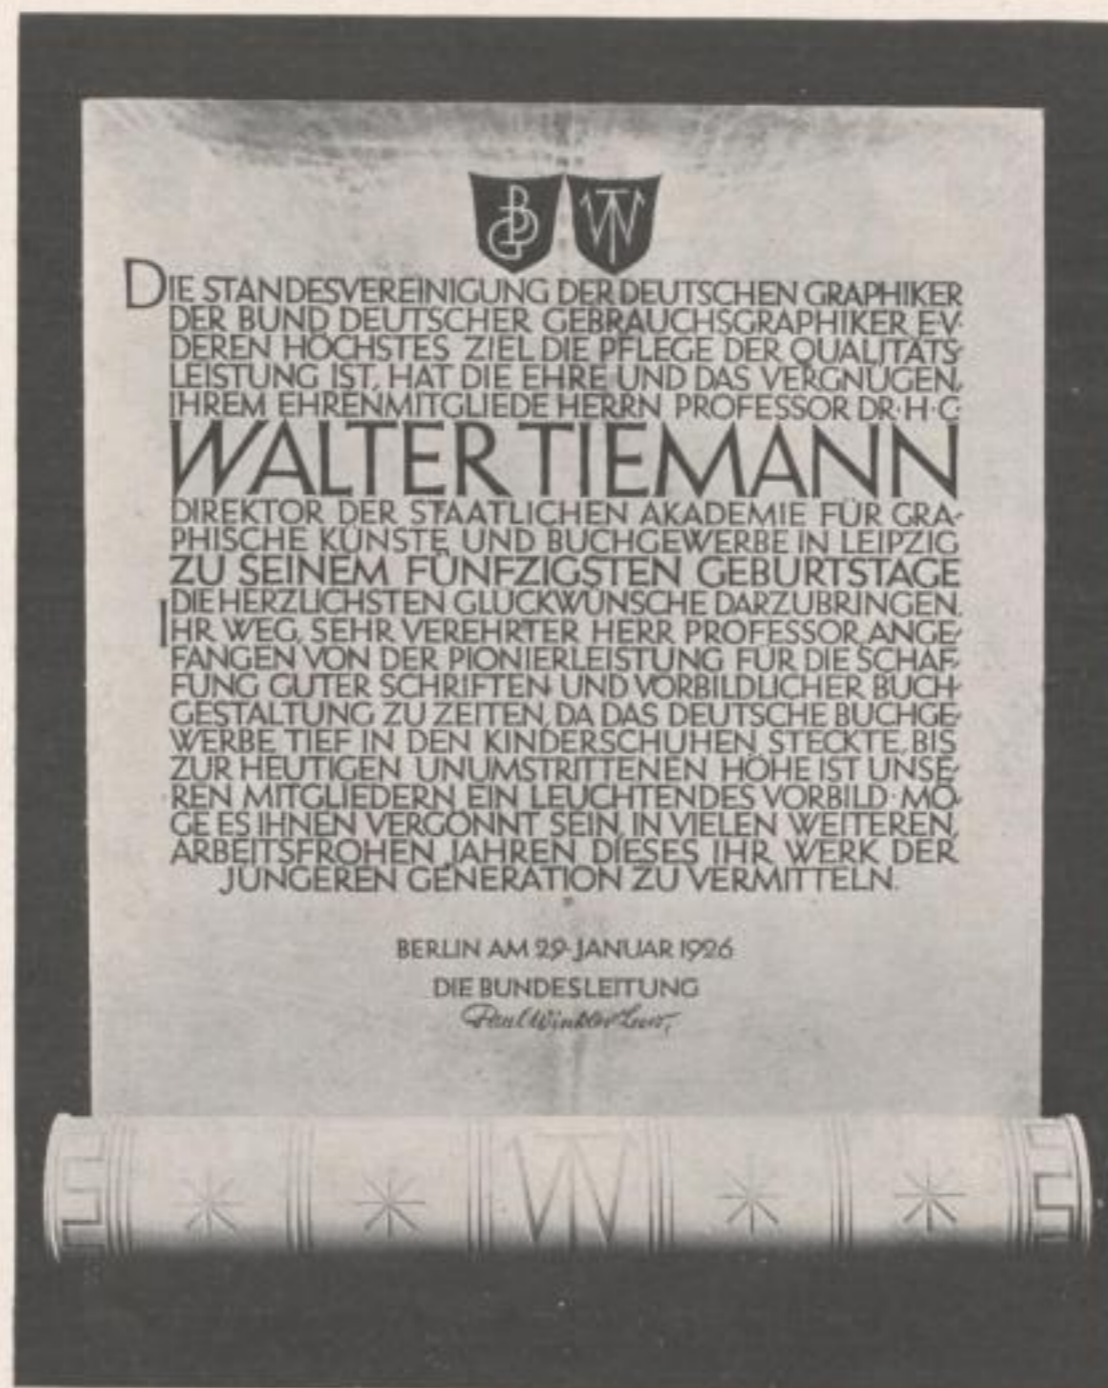 BDG WT
DIE STANDESVEREINIGUNG DER DEUTSCHEN GRAPHIKER
DER BUND DEUTSCHER GEBRAUCHSGRAPHIKER EV·
DEREN HÖCHSTES ZIEL DIE PFLEGE DER QUALITÄTS-
LEISTUNG IST, HAT DIE EHRE UND DAS VERGNÜGEN,
IHREM EHRENMITGLIEDE HERRN PROFESSOR DR·H·C
WALTER TIEMANN
DIREKTOR DER STAATLICHEN AKADEMIE FÜR GRA-
PHISCHE KÜNSTE UND BUCHGEWERBE IN LEIPZIG
ZU SEINEM FÜNFZIGSTEN GEBURTSTAGE
DIE HERZLICHSTEN GLÜCKWÜNSCHE DARZUBRINGEN.
IHR WEG, SEHR VEREHRTER HERR PROFESSOR, ANGE-
FANGEN VON DER PIONIERLEISTUNG FÜR DIE SCHAF-
FUNG GUTER SCHRIFTEN UND VORBILDLICHER BUCH-
GESTALTUNG ZU ZEITEN, DA DAS DEUTSCHE BUCHGE-
WERBE TIEF IN DEN KINDERSCHUHEN STECKTE, BIS
ZUR HEUTIGEN UNUMSTRITTENEN HÖHE IST UNSE-
REN MITGLIEDERN EIN LEUCHTENDES VORBILD· MÖ-
GE ES IHNEN VERGÖNNT SEIN, IN VIELEN WEITEREN,
ARBEITSFROHEN JAHREN DIESES IHR WERK DER
JÜNGEREN GENERATION ZU VERMITTELN.
BERLIN AM 29·JANUAR 1926
DIE BUNDESLEITUNG
Paul Winkler
WT